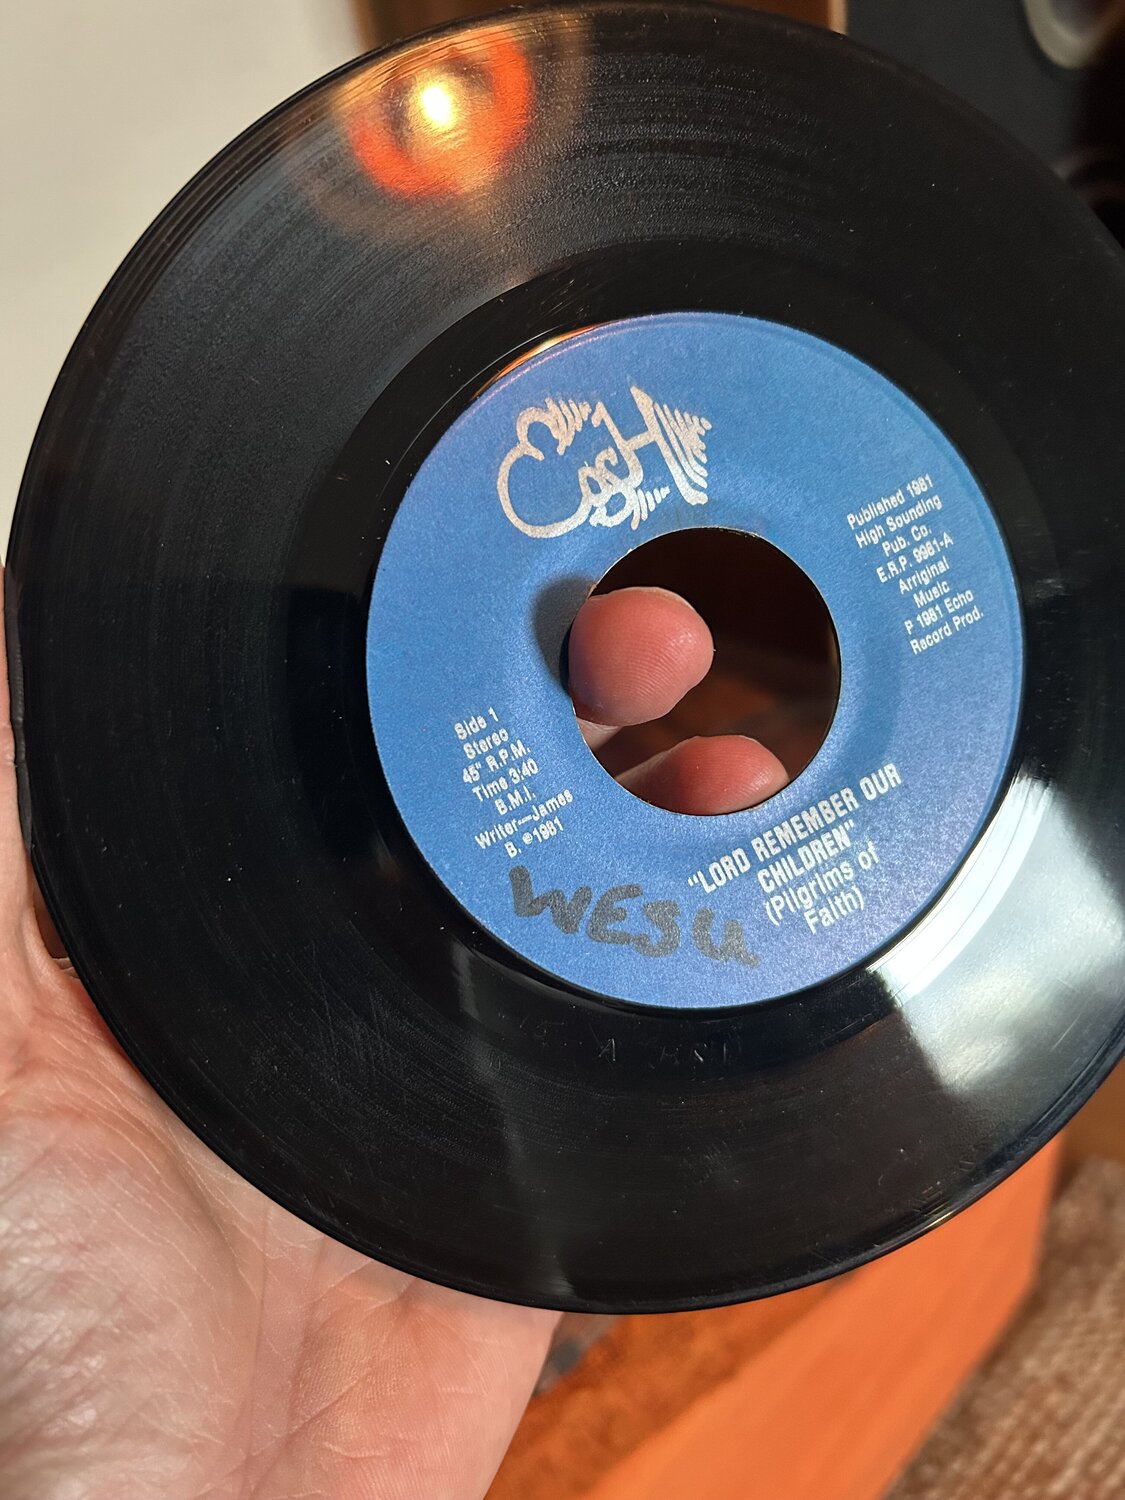 Published 1981
High Sounding
Pub. Co.
E.R.P. 9981-A
Arriginal
Music
P 1981 Echo
Record Prod.
Side 1
Stereo
45" R.P.M.
Time 3:40
B.M.I.
Writer--James
B. ©1981
"LORD REMEMBER OUR
CHILDREN"
(Pilgrims of
Faith)
WESU